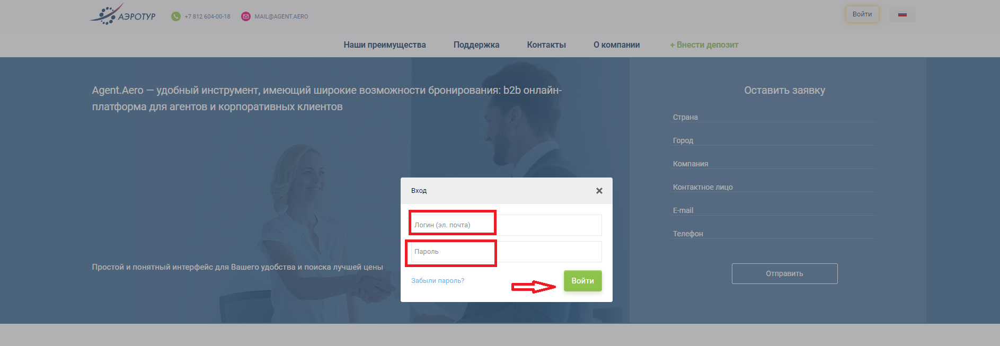 АЭРОТУР
+7 812 604-00-18
MAIL@AGENT.AERO
Войти
Наши преимущества
Поддержка
Контакты
О компании
+ Внести депозит
Agent.Aero — удобный инструмент, имеющий широкие возможности бронирования: b2b онлайн-
платформа для агентов и корпоративных клиентов
Простой и понятный интерфейс для Вашего удобства и поиска лучшей цены
Оставить заявку
Страна
Город
Компания
Контактное лицо
E-mail
Телефон
Отправить
Вход
Логин (эл. почта)
Пароль
Забыли пароль?
Войти